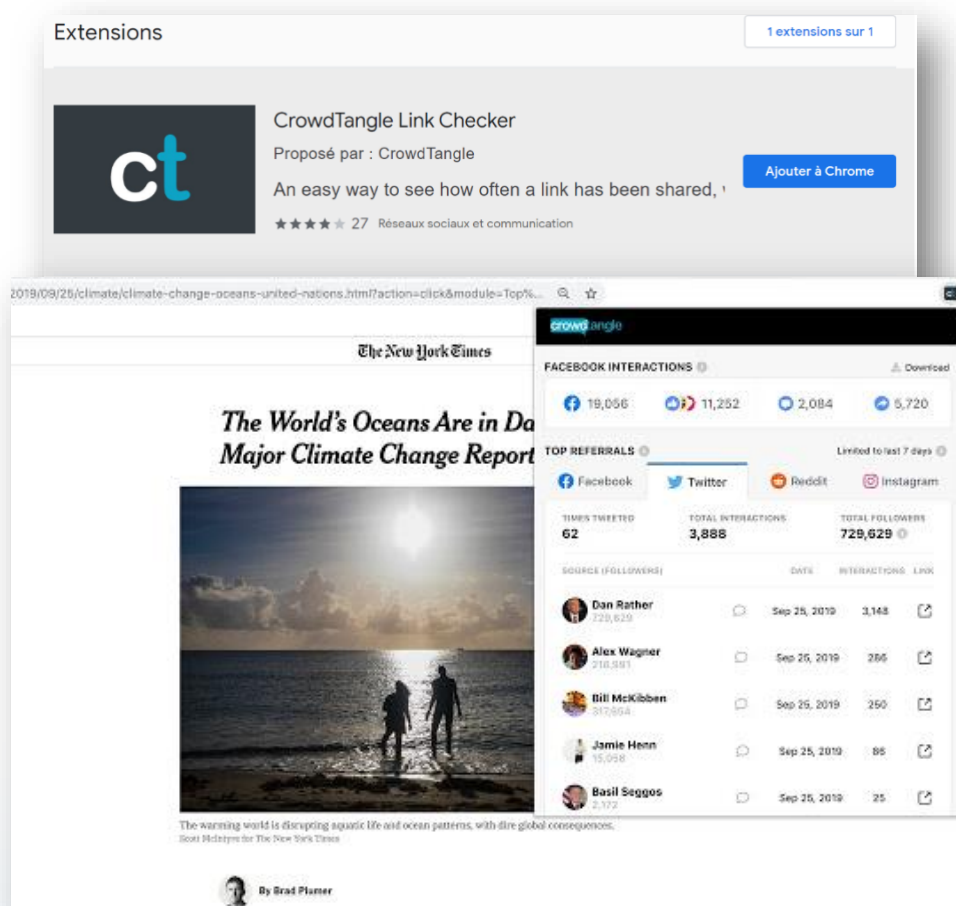 Extensions
1 extensions sur 1
ct
CrowdTangle Link Checker
Proposé par : CrowdTangle
An easy way to see how often a link has been shared,
27 Réseaux sociaux et communication
Ajouter à Chrome
2019/09/25/climate/climate-change-oceans-united-nations.html?action=click&module=Top%...
crowdtangle
The New York Times
FACEBOOK INTERACTIONS
Download
19,056 11,252 2,084 5,720
The World's Oceans Are in Da
Major Climate Change Report
TOP REFERRALS
Limited to last 7 days
Facebook Twitter Reddit Instagram
TIMES TWEETED TOTAL INTERACTIONS TOTAL FOLLOWERS
62 3,888 729,629
SOURCE (FOLLOWERS) DATE INTERACTIONS LINK
Dan Rather Sep 25, 2019 3,148
729,629
Alex Wagner Sep 25, 2019 286
Bill McKibben Sep 25, 2019 250
Jamie Henn Sep 25, 2019 86
15,058
Basil Seggos Sep 25, 2019 25
2,172
The warming world is disrupting aquatic life and ocean patterns, with dire global consequences.
Scott McIntyre for The New York Times
By Brad Plumer